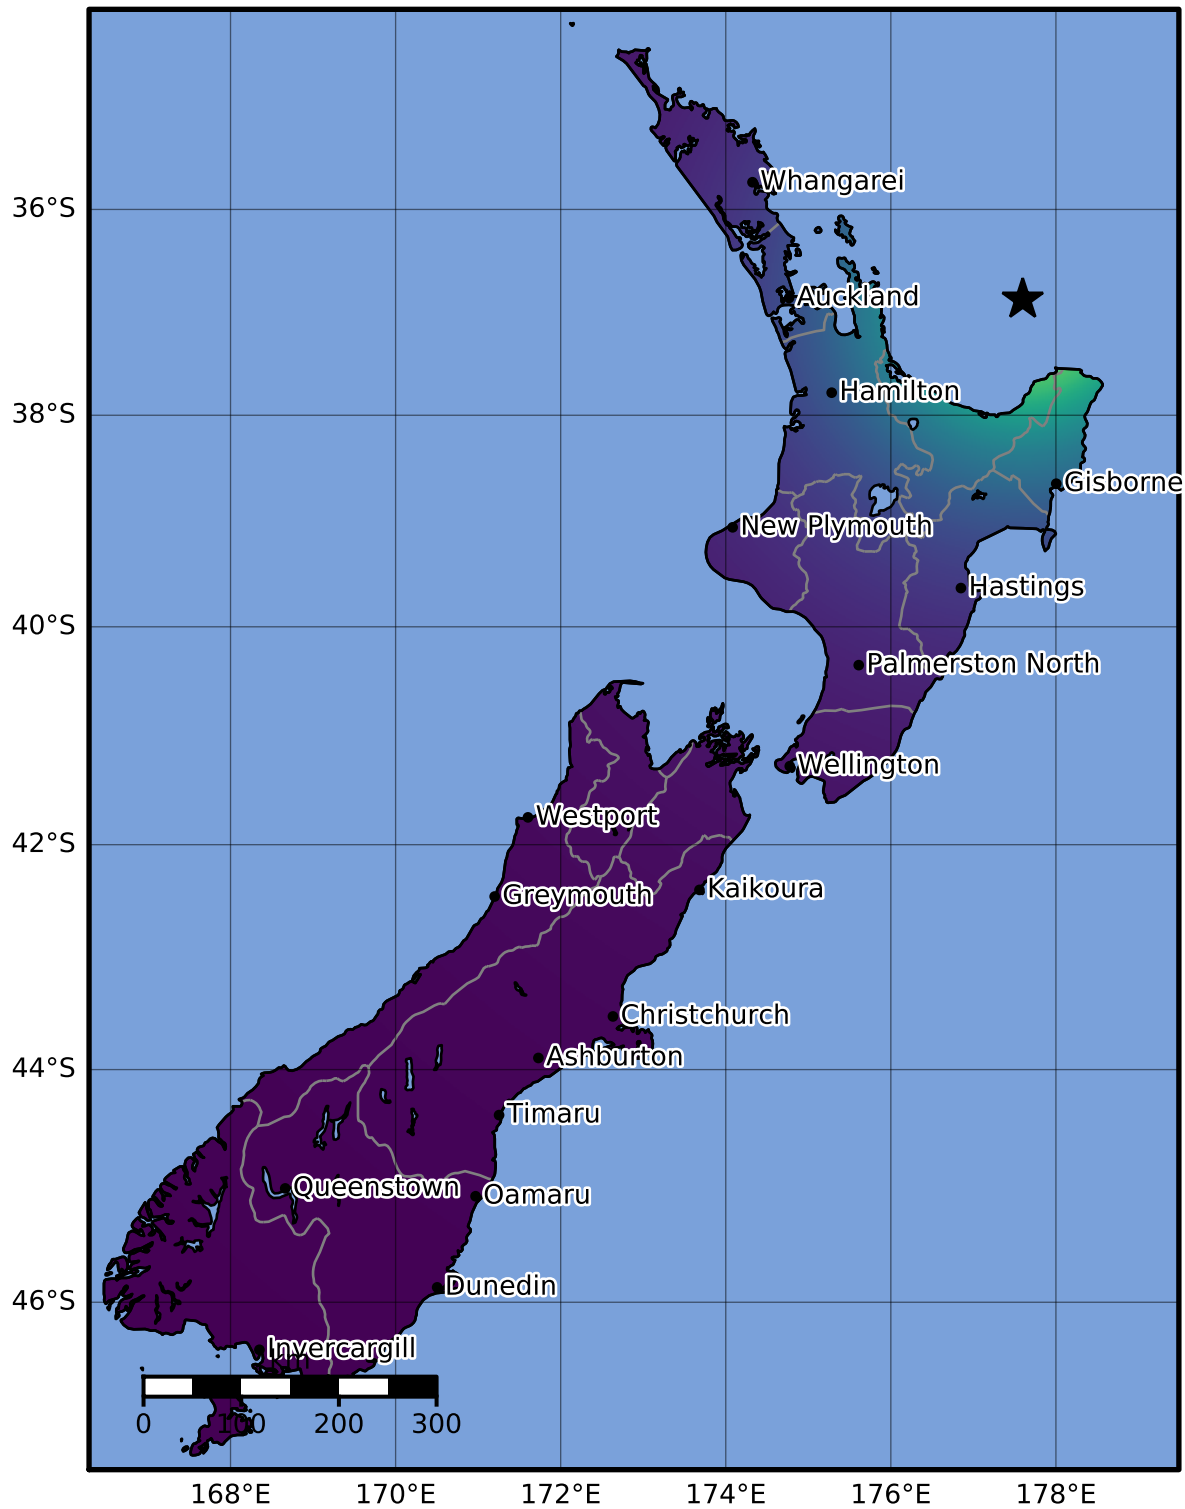 Whangarei
36°S
Auckland
Hamilton
38°S
Gisborne
New Plymouth
Hastings
40°S
Palmerston North
Wellington
Westport
42°S
Kaikoura
Greymouth
Christchurch
Ashburton
44°S
Timaru
Queenstown
Oamaru
Dunedin
46°S
Invercargill
km
0 100 200 300
168°E 170°E 172°E 174°E 176°E 178°E